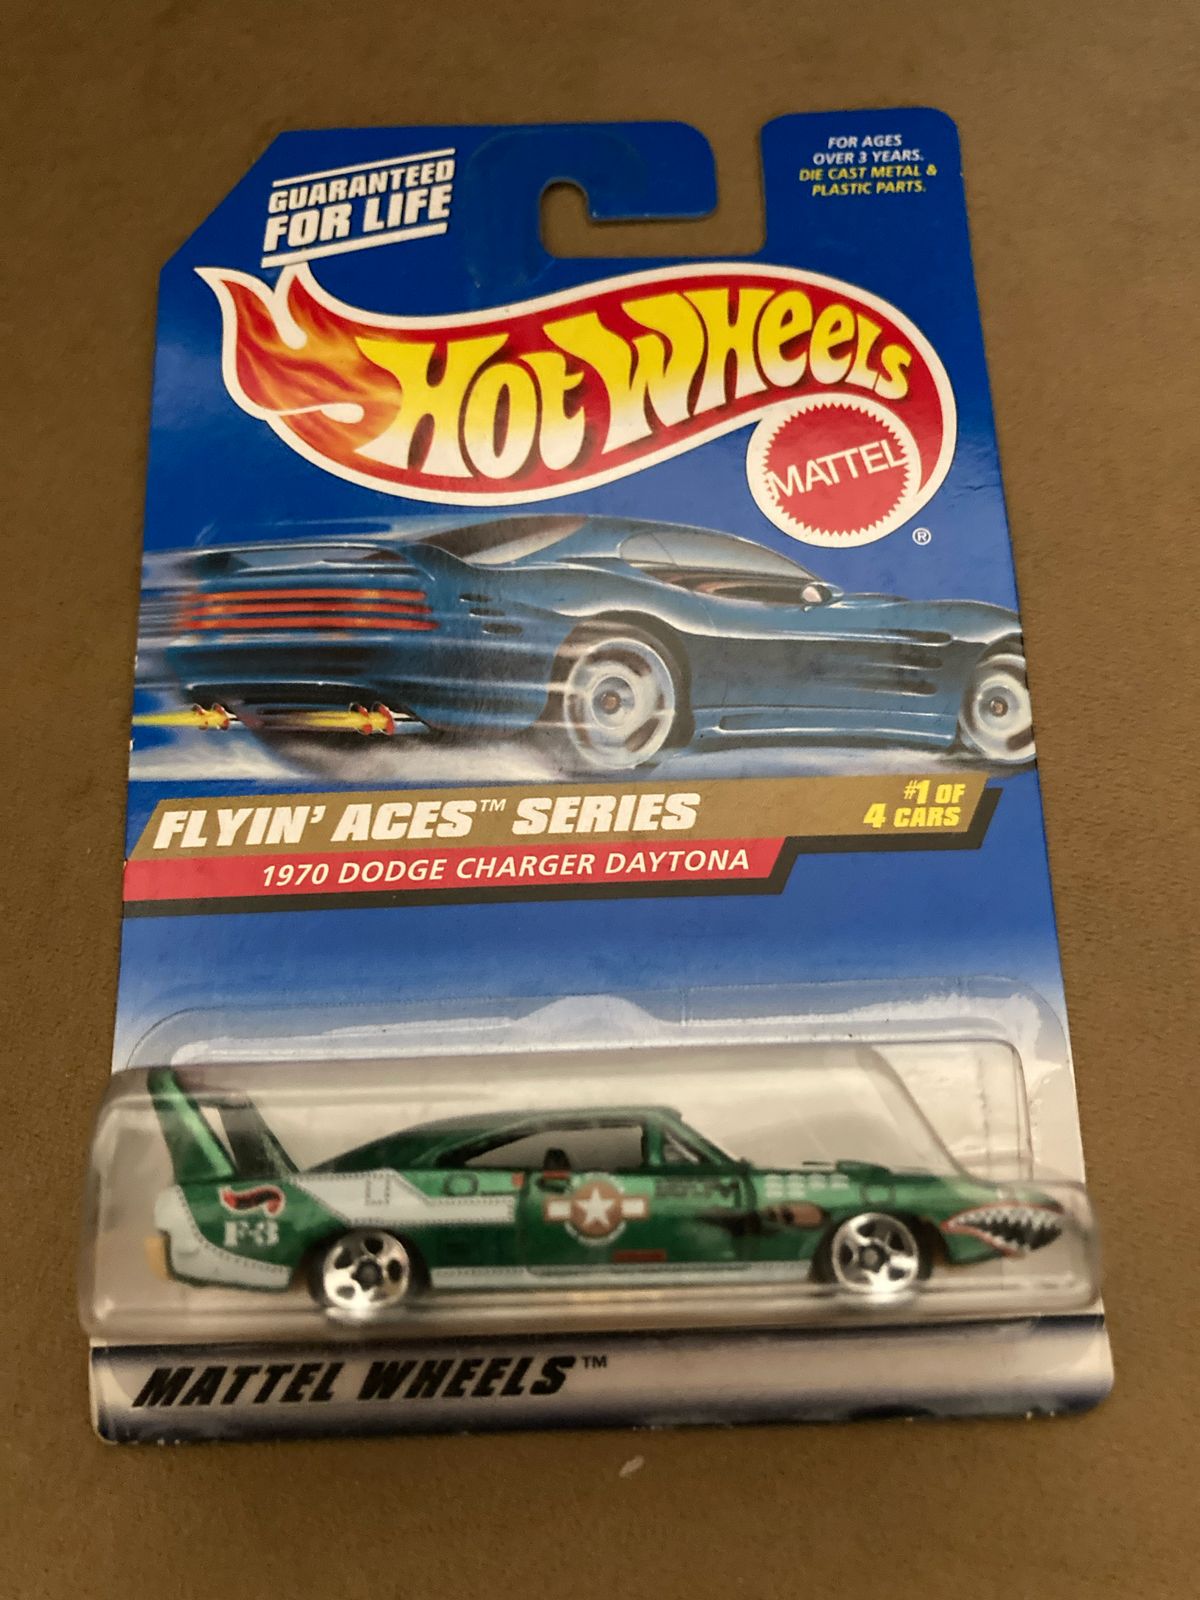 GUARANTEED
FOR LIFE
FOR AGES
OVER 3 YEARS.
DIE CAST METAL &
PLASTIC PARTS.
HOT WHEELS
MATTEL
®
FLYIN' ACES™ SERIES
#1 OF
4 CARS
1970 DODGE CHARGER DAYTONA
F-3
MATTEL WHEELS™